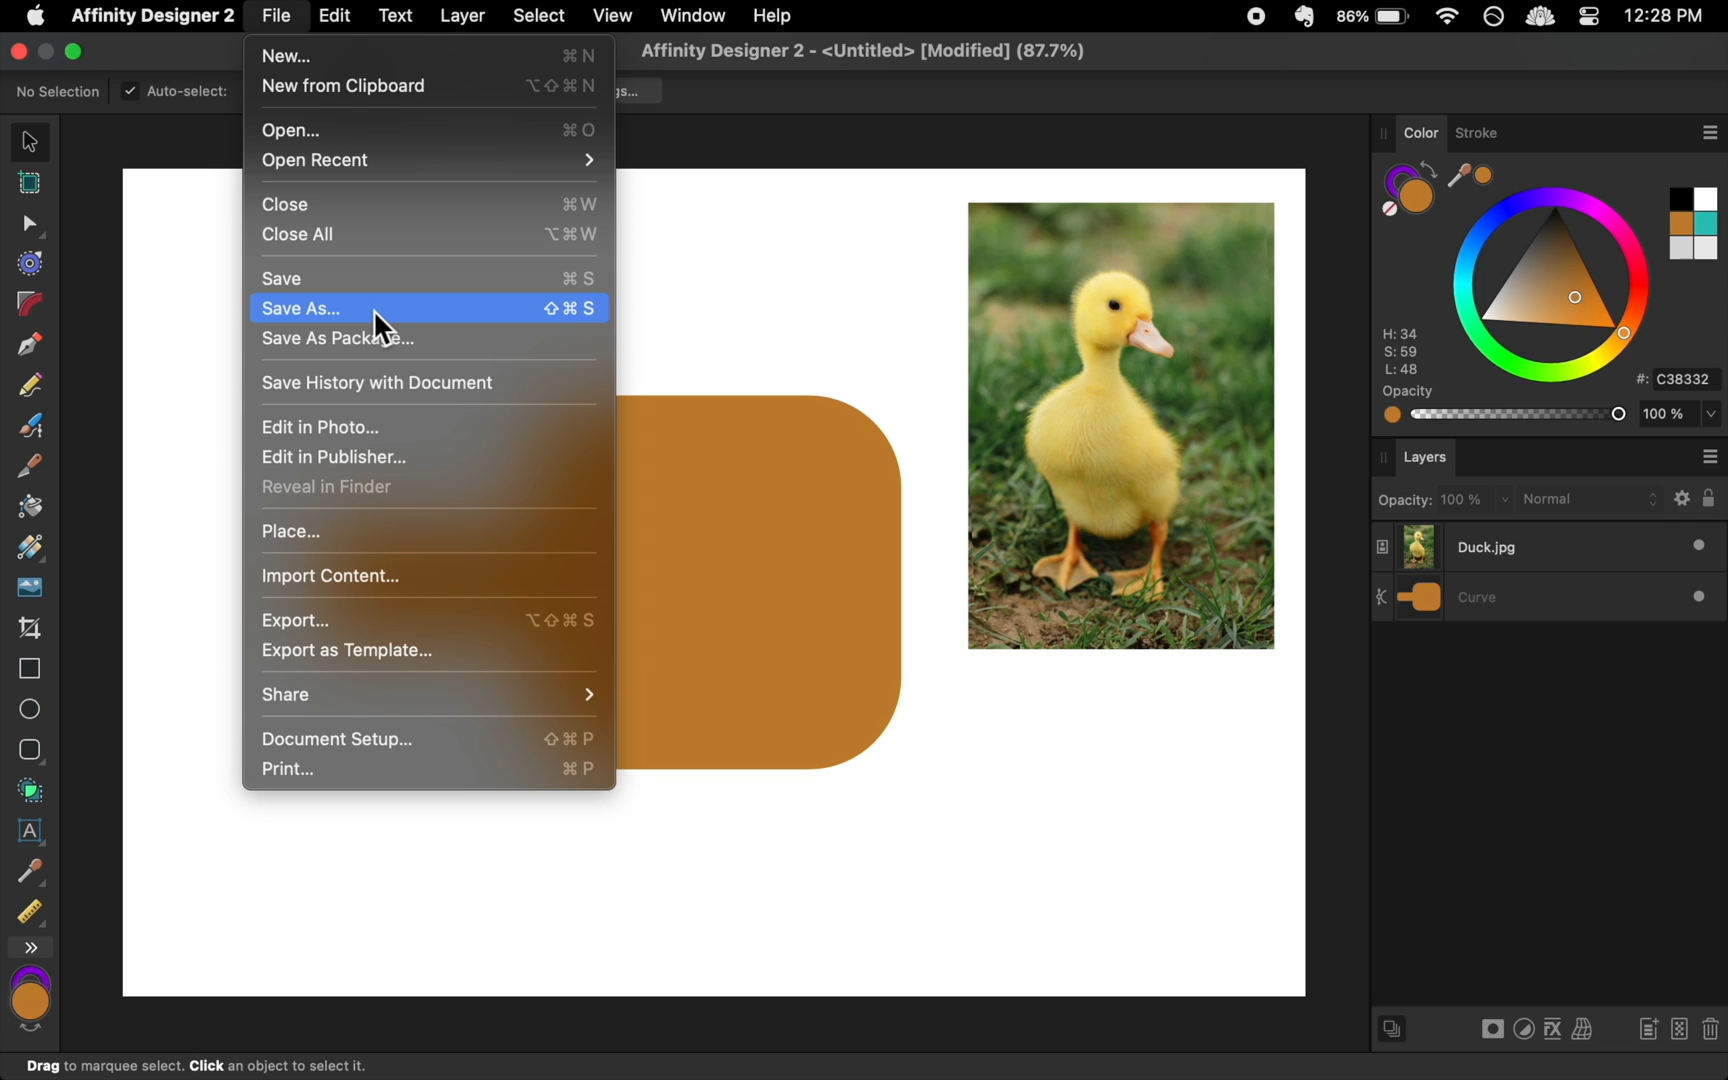 Affinity Designer 2 File Edit Text Layer Select View Window Help 86% 12:28 PM
Affinity Designer 2 - <Untitled> [Modified] (87.7%)
No Selection Auto-select: gs...
New... ⌘ N
New from Clipboard ⌥⇧⌘ N
Open... ⌘ O
Open Recent
Close ⌘ W
Close All ⌥⌘ W
Save ⌘ S
Save As... ⇧⌘ S
Save As
Save History with Document
Edit in Photo...
Edit in Publisher...
Reveal in Finder
Place...
Import Content...
Export... ⌥⇧⌘ S
Export as Template...
Share
Document Setup... ⇧⌘ P
Print... ⌘ P
Color Stroke
H: 34
S: 59
L: 48
#: C38332
Opacity
100 %
Layers
Opacity: 100 % Normal
Duck.jpg
Curve
A
Drag to marquee select. Click an object to select it.